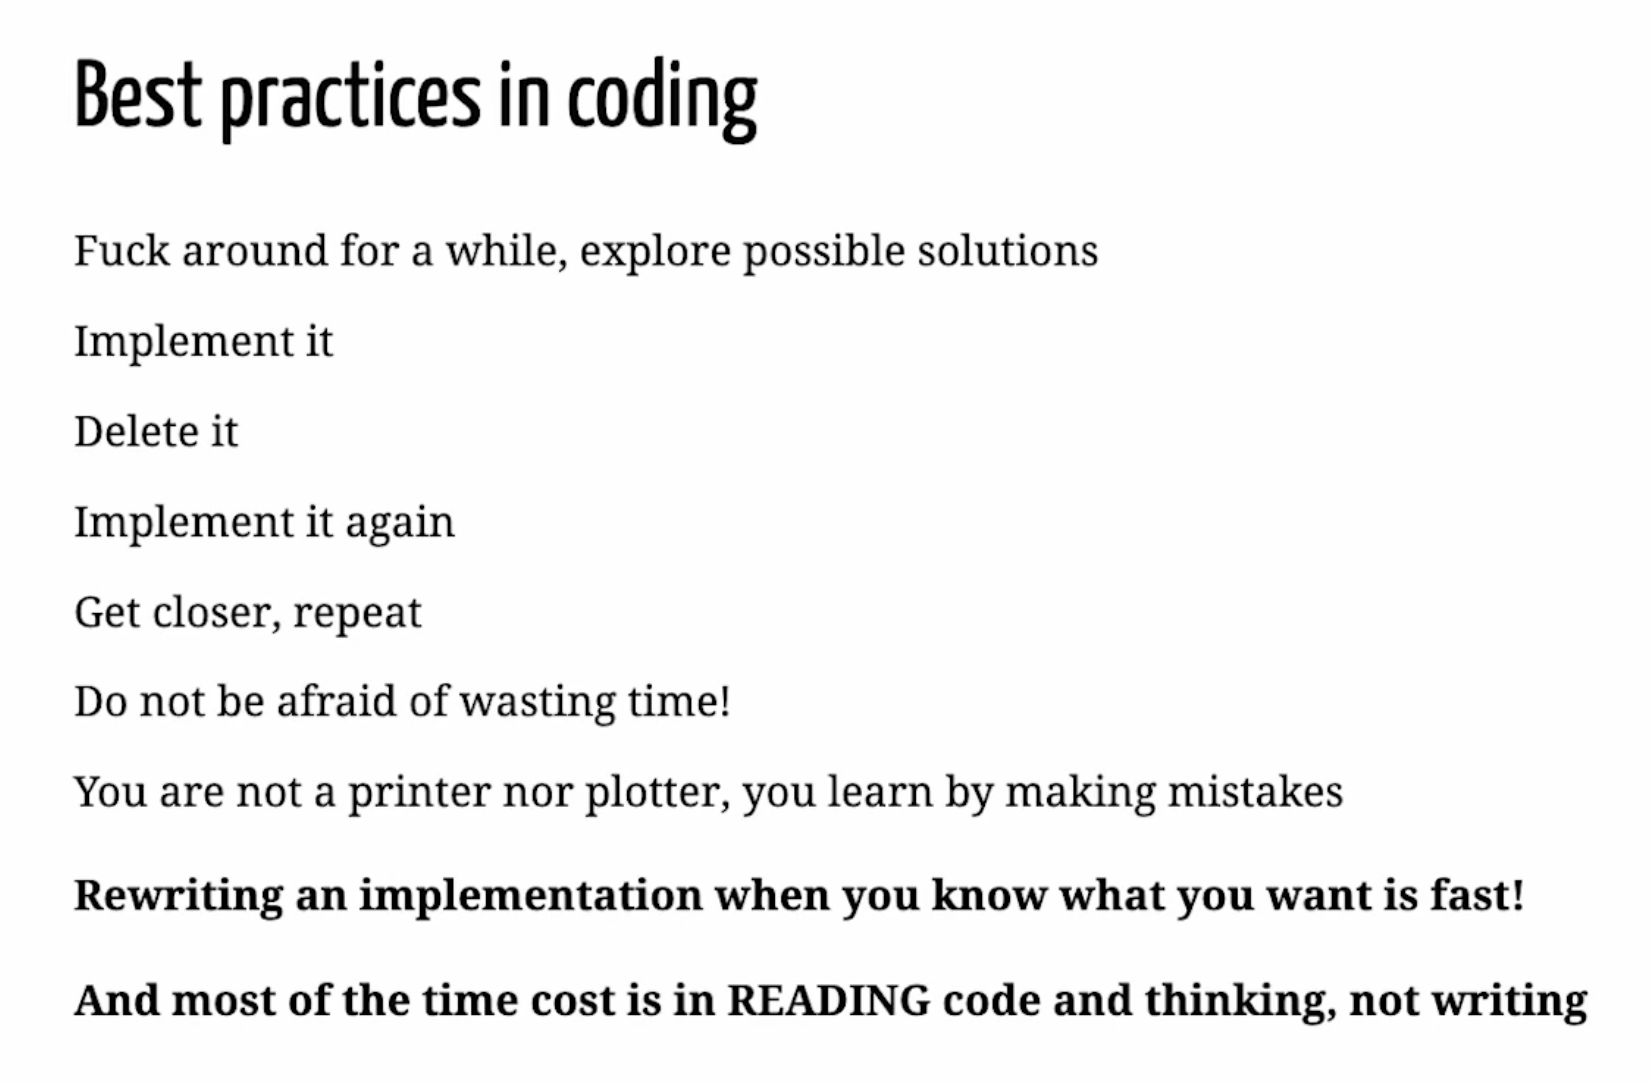 Best practices in coding
Fuck around for a while, explore possible solutions
Implement it
Delete it
Implement it again
Get closer, repeat
Do not be afraid of wasting time!
You are not a printer nor plotter, you learn by making mistakes
Rewriting an implementation when you know what you want is fast!
And most of the time cost is in READING code and thinking, not writing